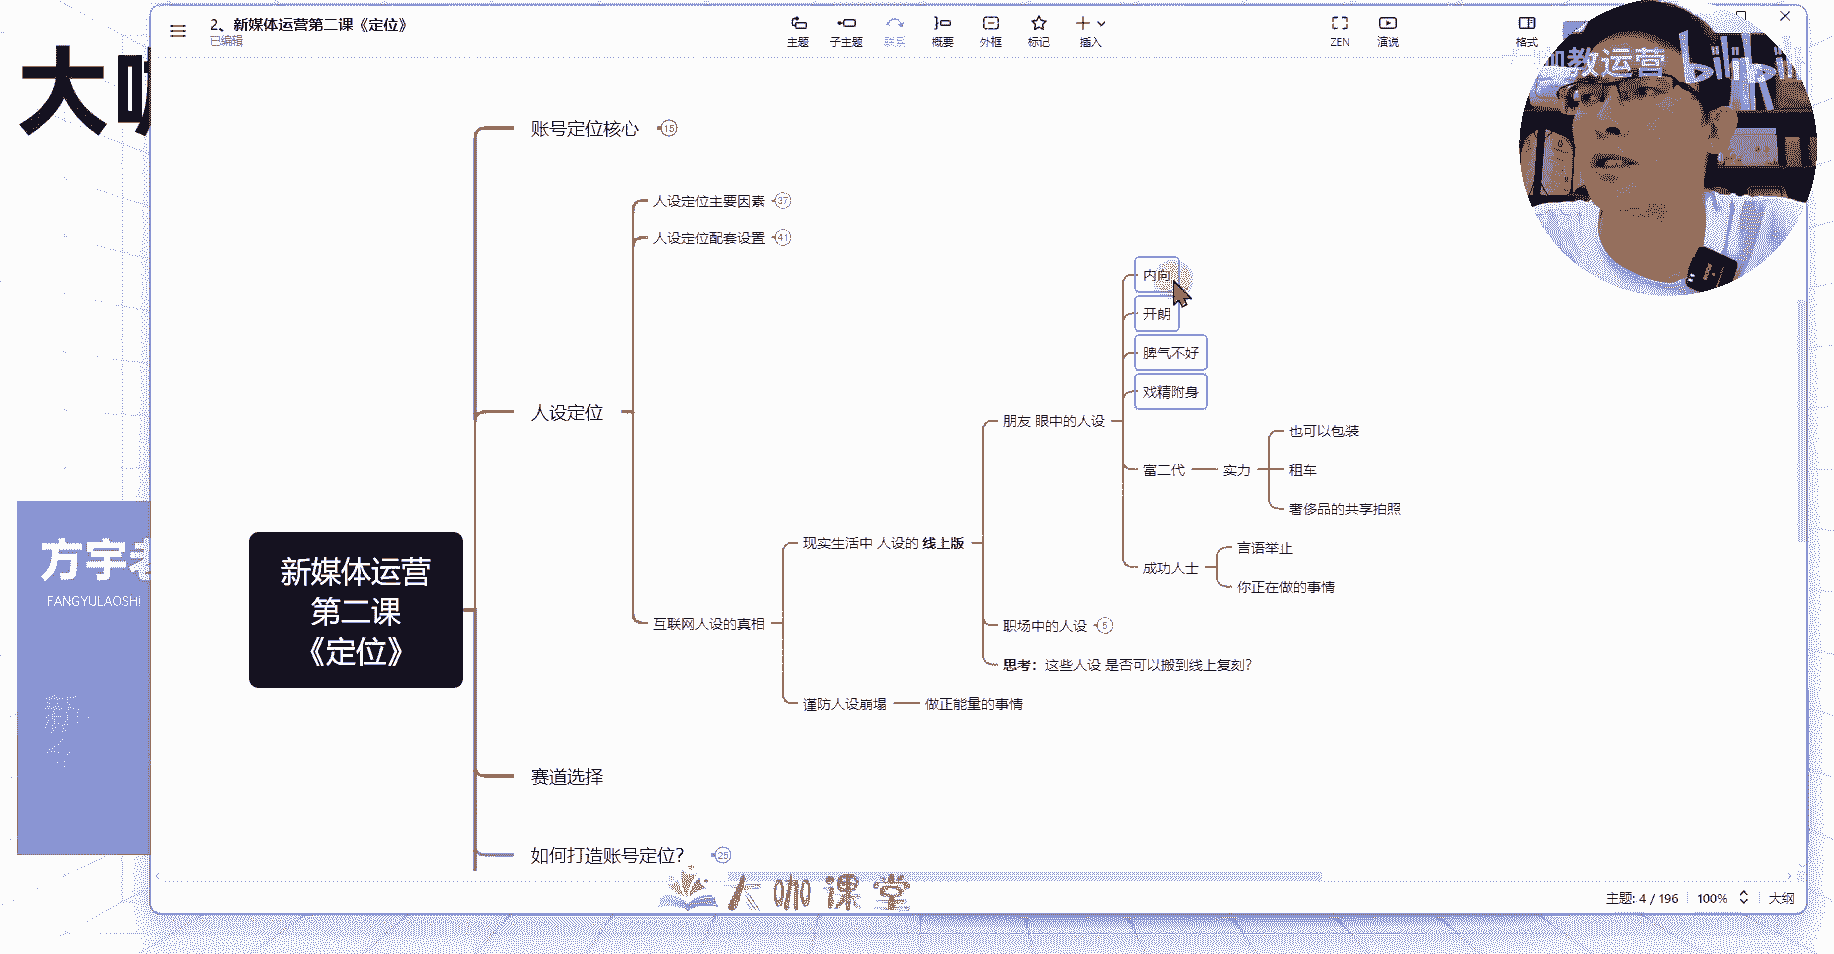 2、新媒体运营第二课《定位》
已编辑
主题
子主题
联系
概要
外框
标记
插入
ZEN
演说
格式
教运营 bilibili
大咖
账号定位核心 15
人设定位主要因素 37
人设定位配套设置 41
内向
开朗
脾气不好
戏精附身
人设定位
朋友 眼中的人设
也可以包装
富二代
实力
租车
奢侈品的共享拍照
方宇老
FANGYULAOSHI
现实生活中 人设的 线上版
言语举止
成功人士
你正在做的事情
新媒体运营
第二课
《定位》
互联网人设的真相
职场中的人设 5
思考：这些人设 是否可以搬到线上复刻？
谨防人设崩塌
做正能量的事情
赛道选择
如何打造账号定位？ 25
大咖课堂
主题: 4 / 196
100%
大纲